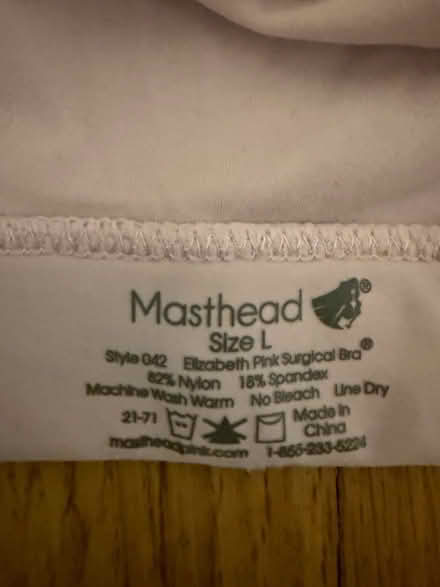 Masthead ®
Size L
Style 042 Elizabeth Pink Surgical Bra®
82% Nylon 18% Spandex
Machine Wash Warm No Bleach Line Dry
21-71 Made in
China
mastheadpink.com 1-855-233-5224